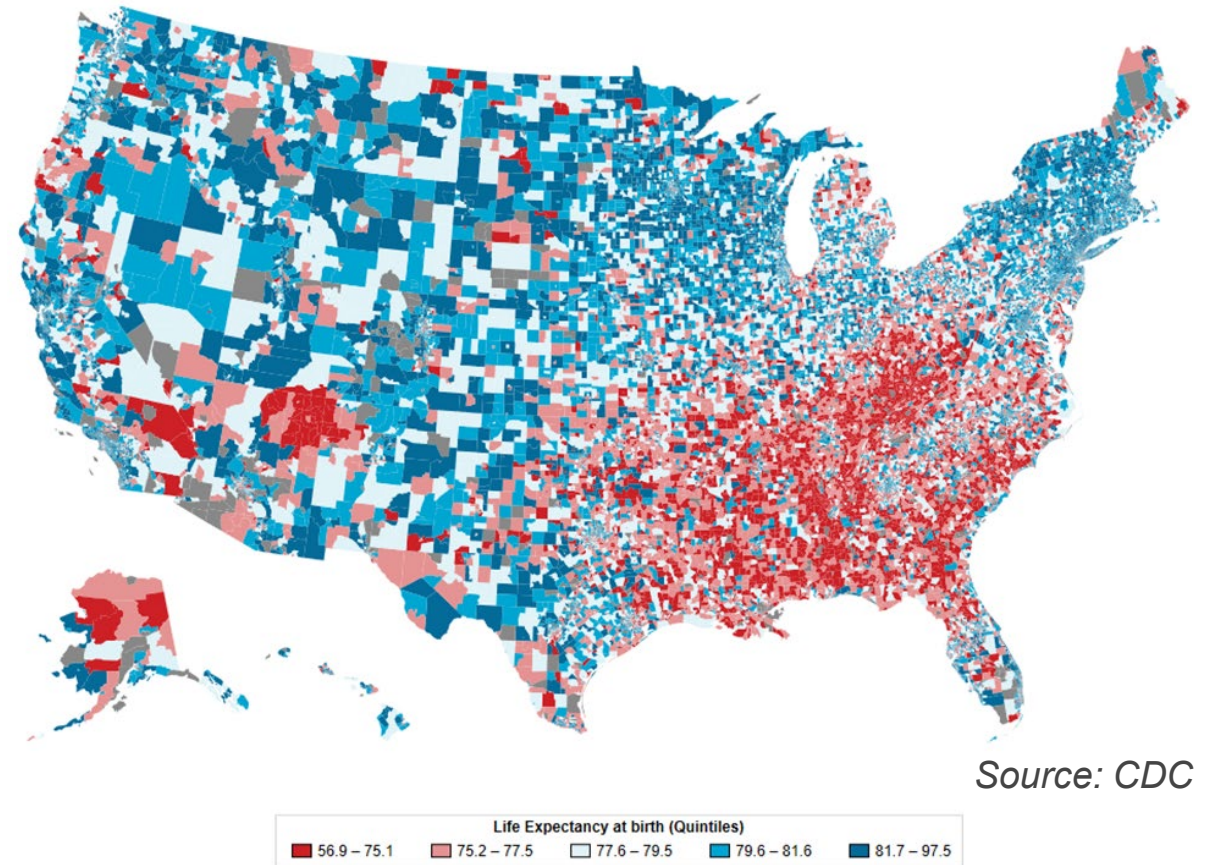 Source: CDC
Life Expectancy at birth (Quintiles)
56.9 – 75.1 75.2 – 77.5 77.6 – 79.5 79.6 – 81.6 81.7 – 97.5